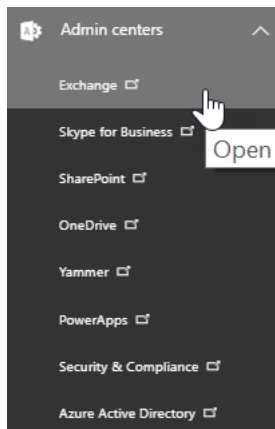 Admin centers
Exchange
Open
Skype for Business
SharePoint
OneDrive
Yammer
PowerApps
Security & Compliance
Azure Active Directory